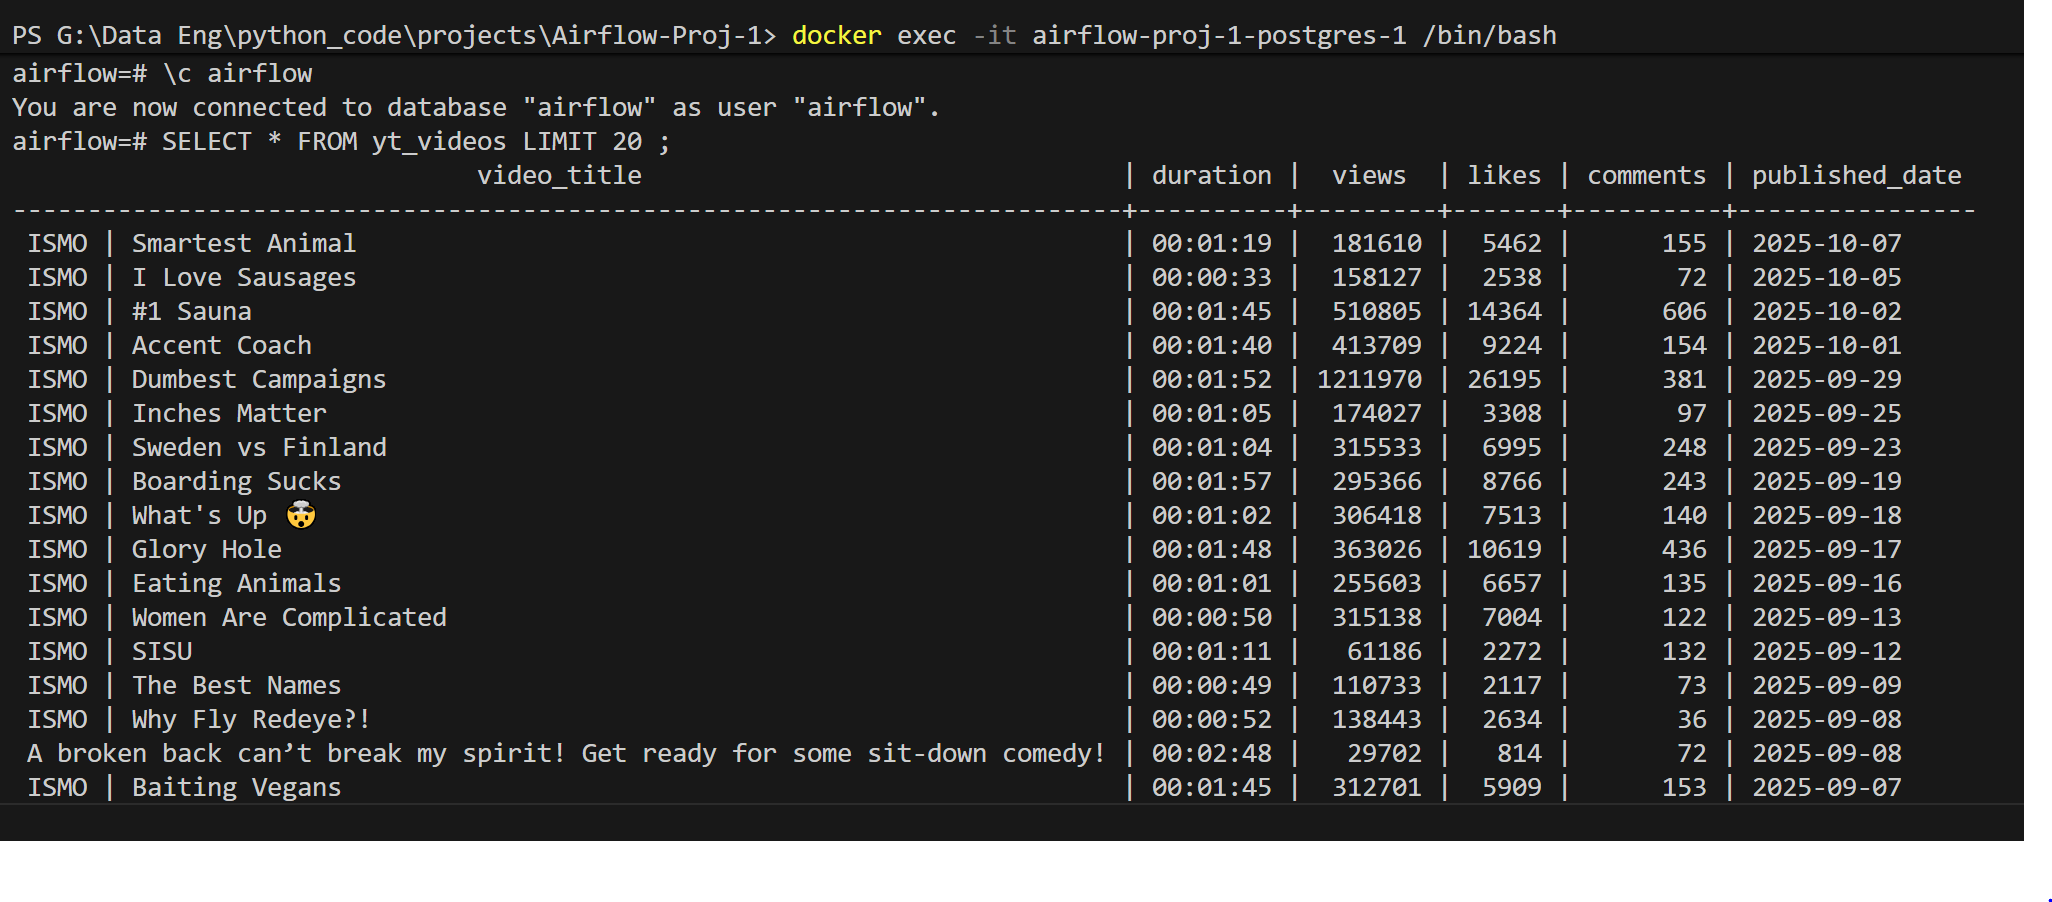 PS G:\Data Eng\python_code\projects\Airflow-Proj-1> docker exec -it airflow-proj-1-postgres-1 /bin/bash
airflow=# \c airflow
You are now connected to database "airflow" as user "airflow".
airflow=# SELECT * FROM yt_videos LIMIT 20 ;
video_title | duration | views | likes | comments | published_date
--------------------------------------------------------------------------+----------+---------+-------+----------+----------------
ISMO | Smartest Animal | 00:01:19 | 181610 | 5462 | 155 | 2025-10-07
ISMO | I Love Sausages | 00:00:33 | 158127 | 2538 | 72 | 2025-10-05
ISMO | #1 Sauna | 00:01:45 | 510805 | 14364 | 606 | 2025-10-02
ISMO | Accent Coach | 00:01:40 | 413709 | 9224 | 154 | 2025-10-01
ISMO | Dumbest Campaigns | 00:01:52 | 1211970 | 26195 | 381 | 2025-09-29
ISMO | Inches Matter | 00:01:05 | 174027 | 3308 | 97 | 2025-09-25
ISMO | Sweden vs Finland | 00:01:04 | 315533 | 6995 | 248 | 2025-09-23
ISMO | Boarding Sucks | 00:01:57 | 295366 | 8766 | 243 | 2025-09-19
ISMO | What's Up 🤯 | 00:01:02 | 306418 | 7513 | 140 | 2025-09-18
ISMO | Glory Hole | 00:01:48 | 363026 | 10619 | 436 | 2025-09-17
ISMO | Eating Animals | 00:01:01 | 255603 | 6657 | 135 | 2025-09-16
ISMO | Women Are Complicated | 00:00:50 | 315138 | 7004 | 122 | 2025-09-13
ISMO | SISU | 00:01:11 | 61186 | 2272 | 132 | 2025-09-12
ISMO | The Best Names | 00:00:49 | 110733 | 2117 | 73 | 2025-09-09
ISMO | Why Fly Redeye?! | 00:00:52 | 138443 | 2634 | 36 | 2025-09-08
A broken back can’t break my spirit! Get ready for some sit-down comedy! | 00:02:48 | 29702 | 814 | 72 | 2025-09-08
ISMO | Baiting Vegans | 00:01:45 | 312701 | 5909 | 153 | 2025-09-07